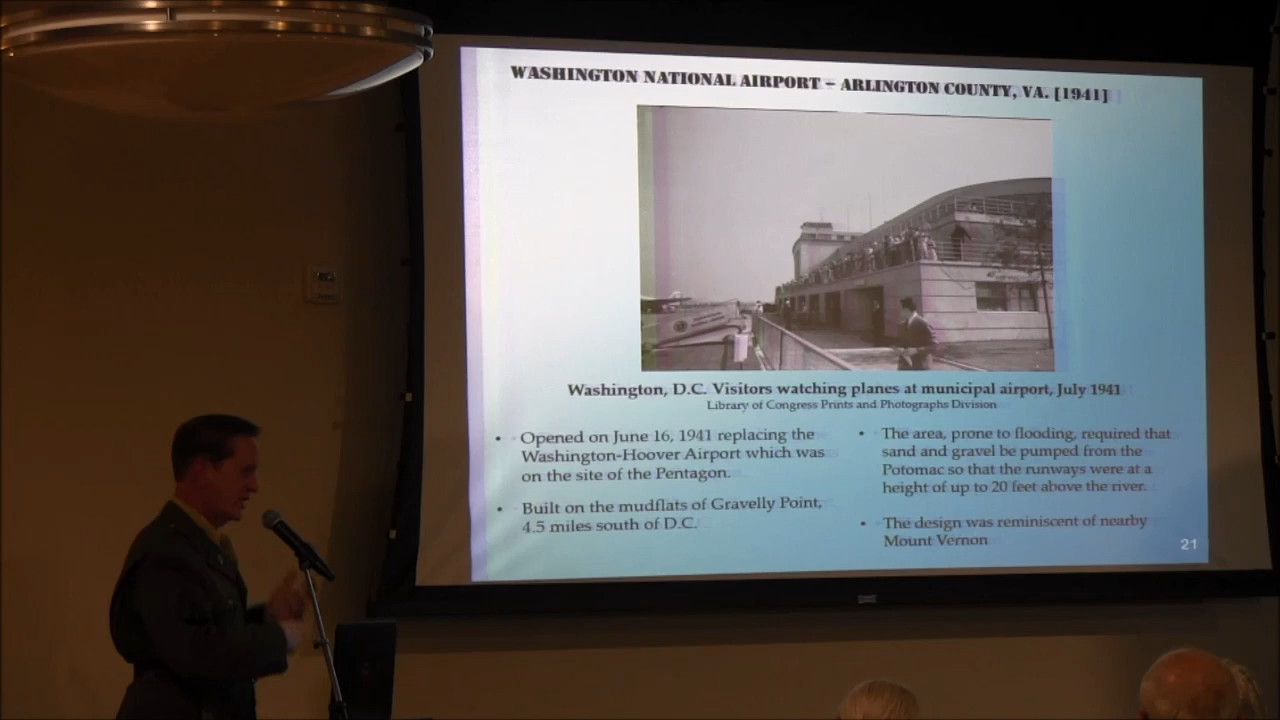 WASHINGTON NATIONAL AIRPORT – ARLINGTON COUNTY, VA. [1941]
Washington, D.C. Visitors watching planes at municipal airport, July 1941
Library of Congress Prints and Photographs Division
• Opened on June 16, 1941 replacing the
Washington-Hoover Airport which was
on the site of the Pentagon.
• Built on the mudflats of Gravelly Point,
4.5 miles south of D.C.
• The area, prone to flooding, required that
sand and gravel be pumped from the
Potomac so that the runways were at a
height of up to 20 feet above the river.
• The design was reminiscent of nearby
Mount Vernon
21